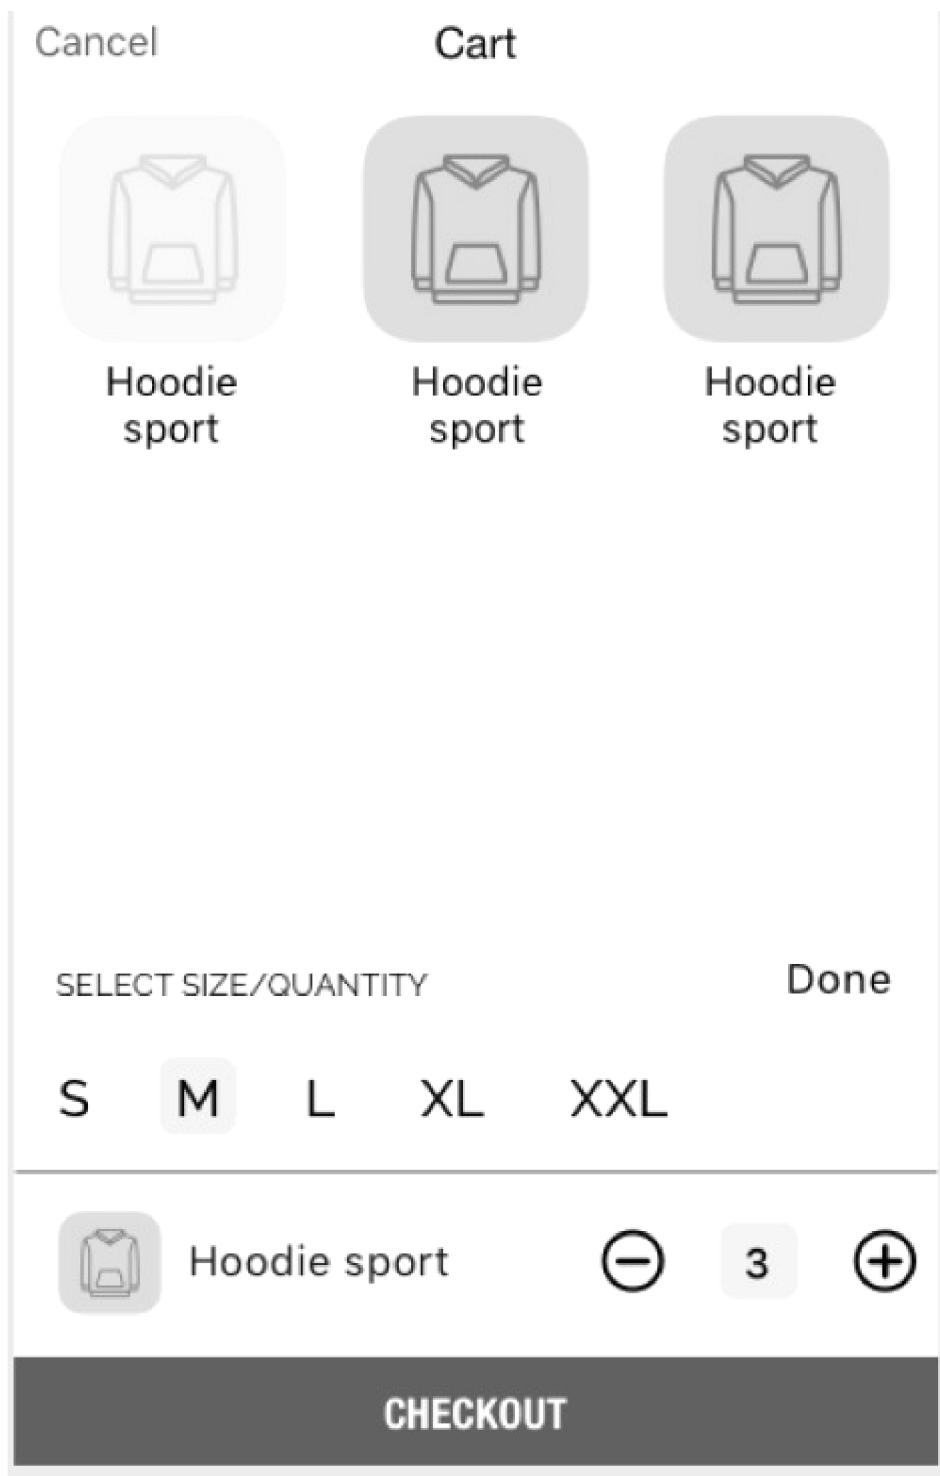 Cancel Cart
Hoodie Hoodie Hoodie
sport sport sport
SELECT SIZE/QUANTITY Done
S M L XL XXL
Hoodie sport 3
CHECKOUT